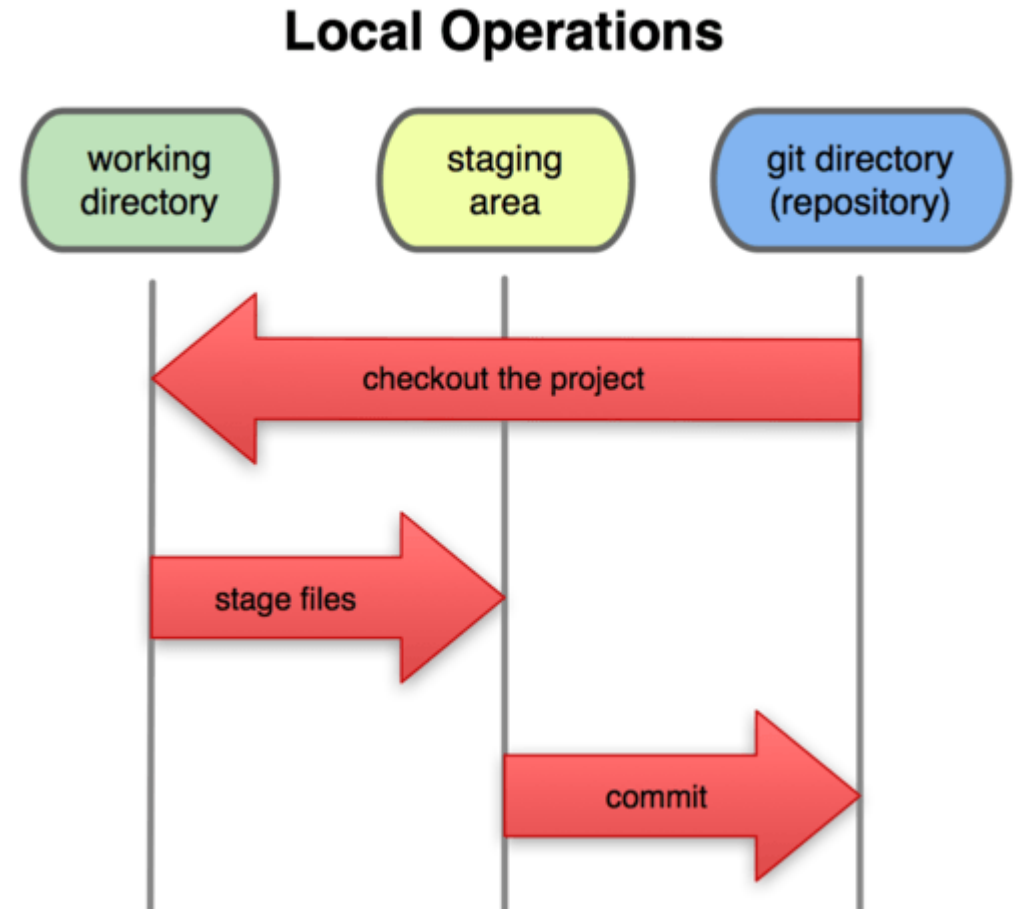 Local Operations
working
directory
staging
area
git directory
(repository)
checkout the project
stage files
commit